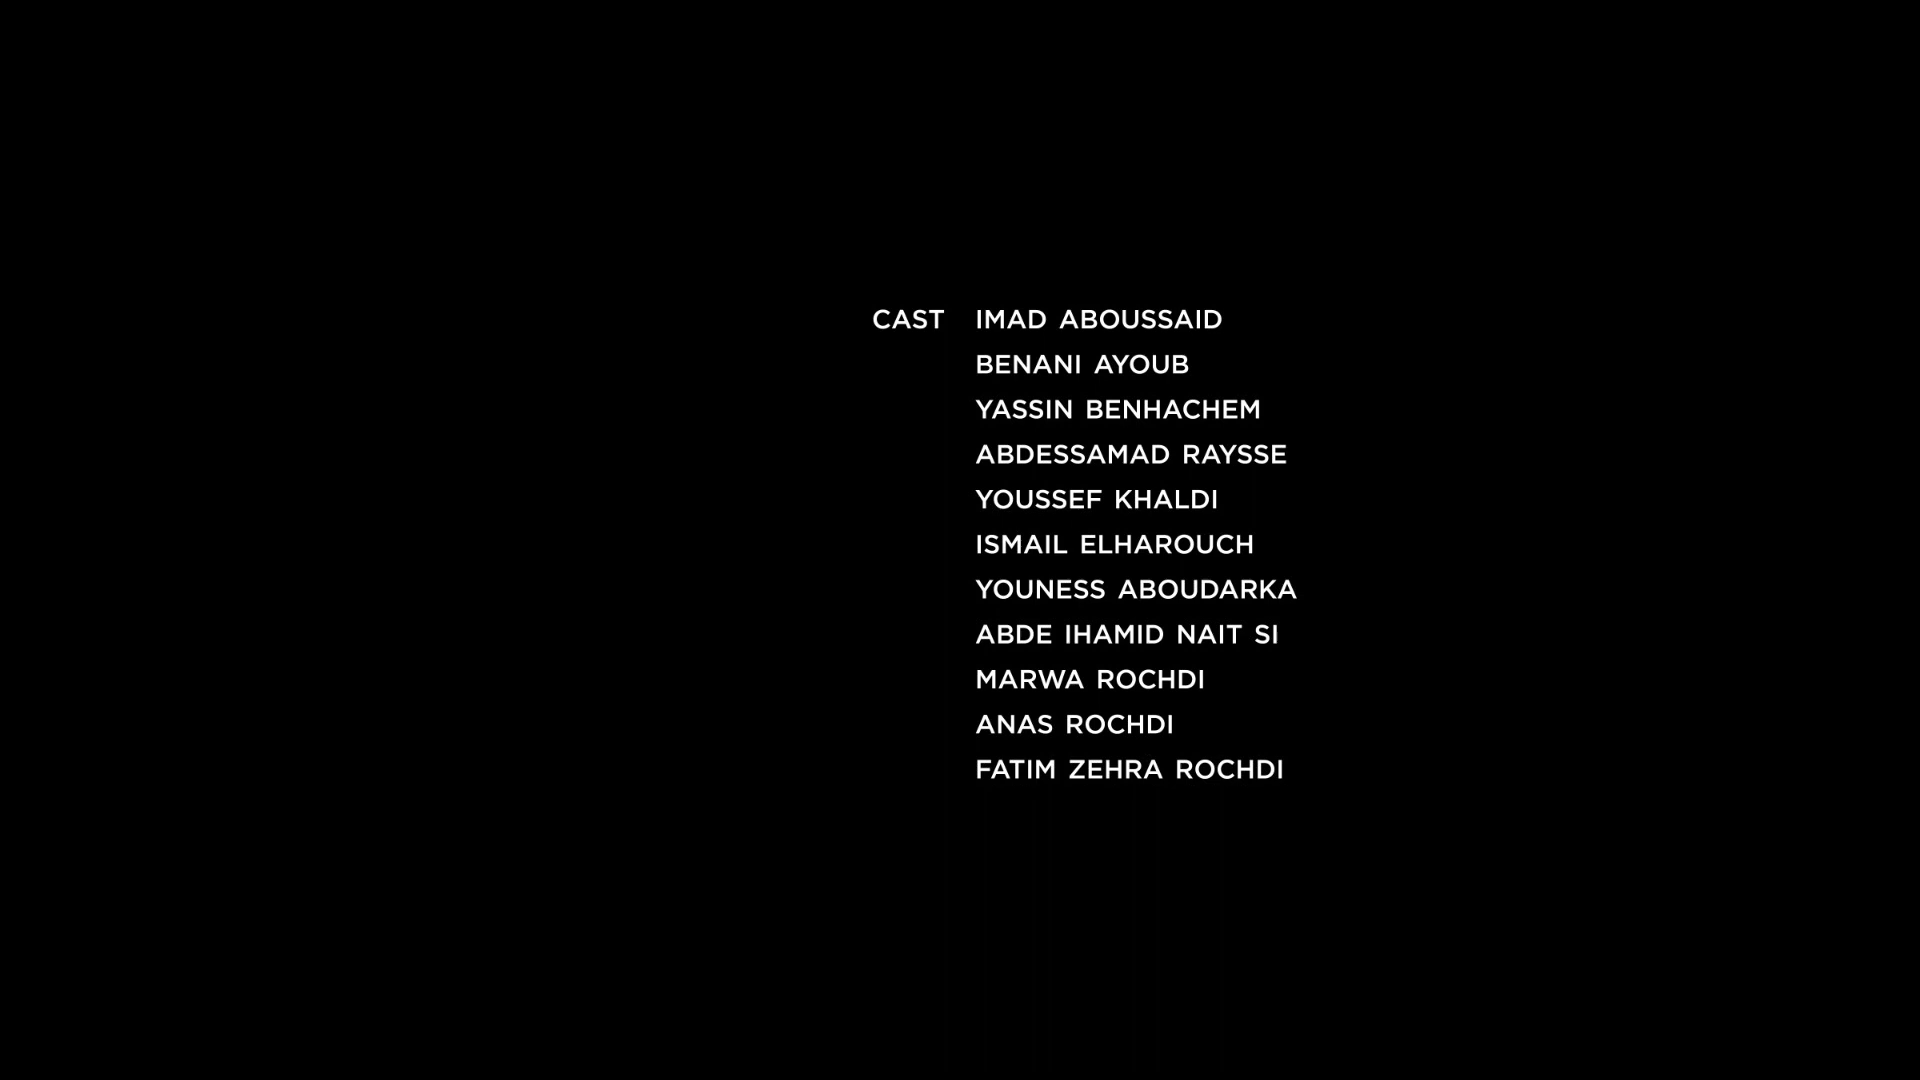 CAST IMAD ABOUSSAID
BENANI AYOUB
YASSIN BENHACHEM
ABDESSAMAD RAYSSE
YOUSSEF KHALDI
ISMAIL ELHAROUCH
YOUNESS ABOUDARKA
ABDE IHAMID NAIT SI
MARWA ROCHDI
ANAS ROCHDI
FATIM ZEHRA ROCHDI